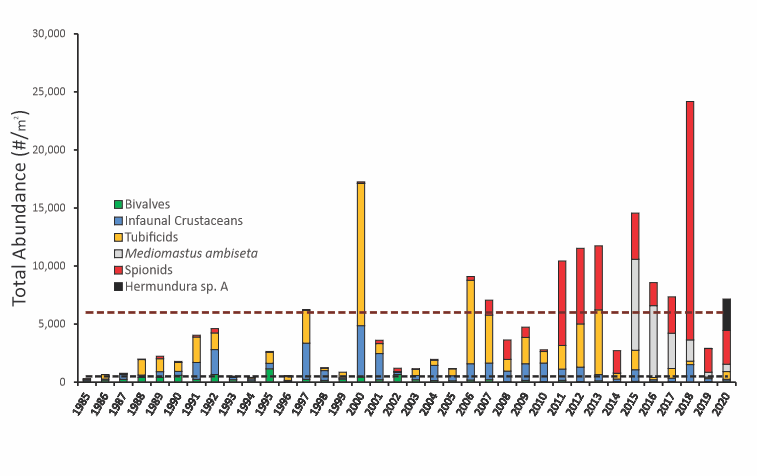 30,000
25,000
20,000
15,000
10,000
5,000
0
Total Abundance (#/m²)
Bivalves
Infaunal Crustaceans
Tubificids
Mediomastus ambiseta
Spionids
Hermundura sp. A
1985 1986 1987 1988 1989 1990 1991 1992 1993 1994 1995 1996 1997 1998 1999 2000 2001 2002 2003 2004 2005 2006 2007 2008 2009 2010 2011 2012 2013 2014 2015 2016 2017 2018 2019 2020